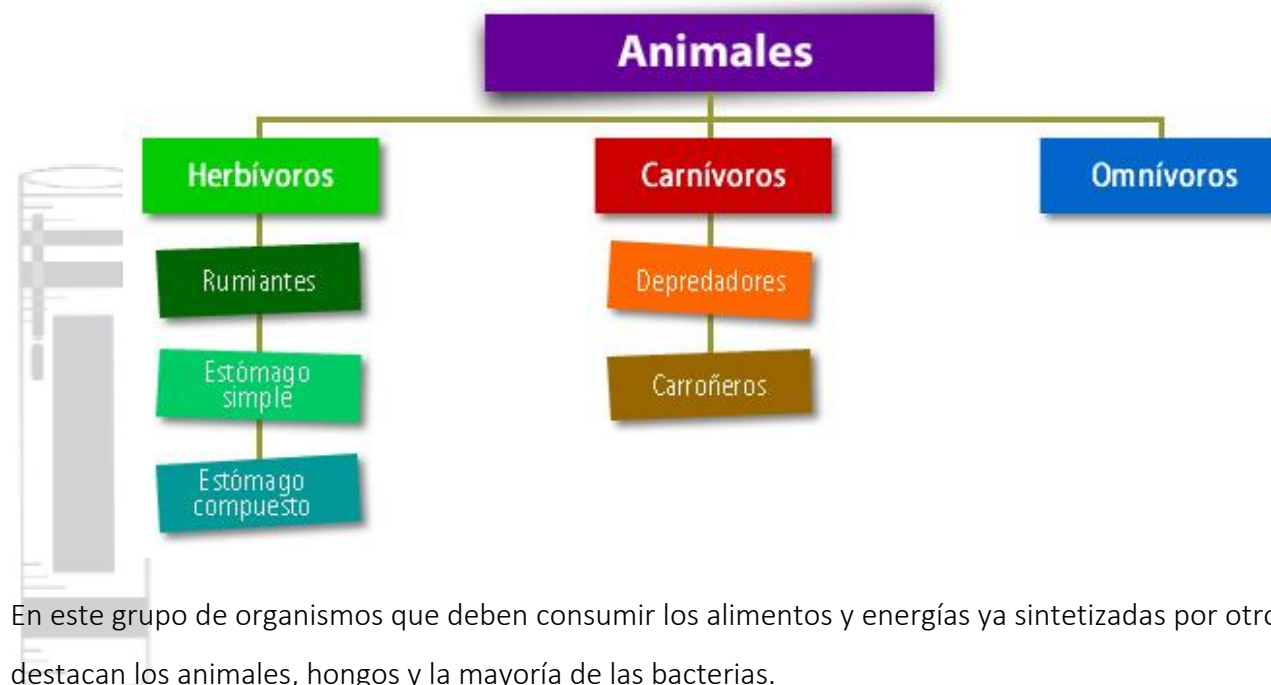 Animales
Herbívoros
Carnívoros
Omnívoros
Rumiantes
Depredadores
Estómago
simple
Carroñeros
Estómago
compuesto
En este grupo de organismos que deben consumir los alimentos y energías ya sintetizadas por otro
destacan los animales, hongos y la mayoría de las bacterias.